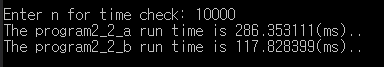 Enter n for time check: 10000
The program2_2_a run time is 286.353111(ms)..
The program2_2_b run time is 117.828399(ms)..